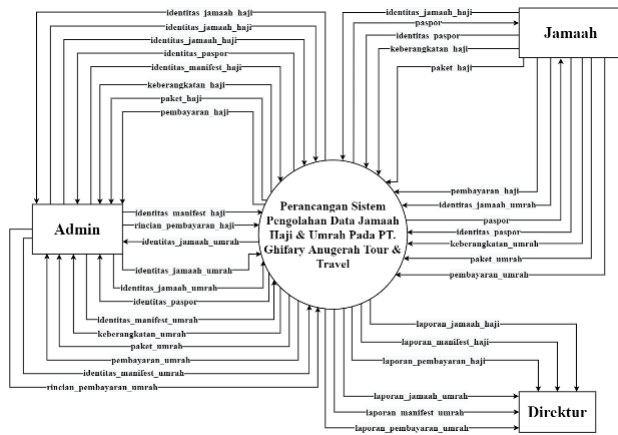 identitas_jamaah_haji
identitas_jamaah_haji
identitas_jamaah_haji
identitas_paspor
identitas_manifest_haji
keberangkatan_haji
paket_haji
pembayaran_haji
identitas_jamaah_haji
paspor
identitas_paspor
keberangkatan_haji
paket_haji
Jamaah
Admin
identitas_manifest_haji
rincian_pembayaran_haji
identitas_jamaah_umrah
identitas_jamaah_umrah
identitas_jamaah_umrah
identitas_paspor
identitas_manifest_umrah
keberangkatan_umrah
paket_umrah
pembayaran_umrah
identitas_manifest_umrah
rincian_pembayaran_umrah
Perancangan Sistem
Pengolahan Data Jamaah
Haji & Umrah Pada PT.
Ghifary Anugerah Tour &
Travel
pembayaran_haji
identitas_jamaah_umrah
paspor
identitas_paspor
keberangkatan_umrah
paket_umrah
pembayaran_umrah
laporan_jamaah_haji
laporan_manifest_haji
laporan_pembayaran_haji
laporan_jamaah_umrah
laporan_manifest_umrah
laporan_pembayaran_umrah
Direktur